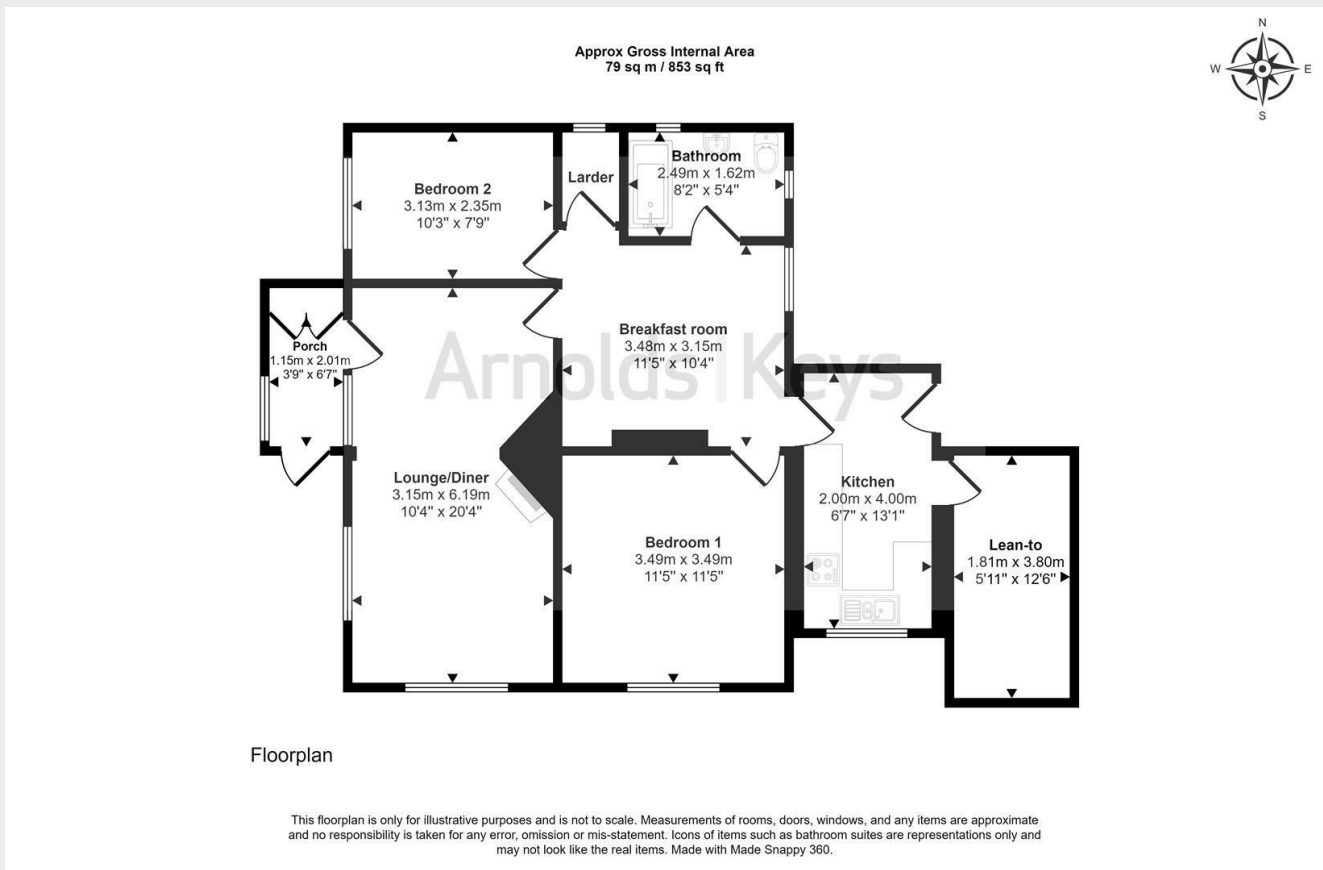 Approx Gross Internal Area
79 sq m / 853 sq ft
N
W
E
S
Bedroom 2
3.13m x 2.35m
10'3" x 7'9"
Larder
Bathroom
2.49m x 1.62m
8'2" x 5'4"
Porch
1.15m x 2.01m
3'9" x 6'7"
Breakfast room
3.48m x 3.15m
11'5" x 10'4"
Arnolds | Keys
Lounge/Diner
3.15m x 6.19m
10'4" x 20'4"
Bedroom 1
3.49m x 3.49m
11'5" x 11'5"
Kitchen
2.00m x 4.00m
6'7" x 13'1"
Lean-to
1.81m x 3.80m
5'11" x 12'6"
Floorplan
This floorplan is only for illustrative purposes and is not to scale. Measurements of rooms, doors, windows, and any items are approximate
and no responsibility is taken for any error, omission or mis-statement. Icons of items such as bathroom suites are representations only and
may not look like the real items. Made with Made Snappy 360.